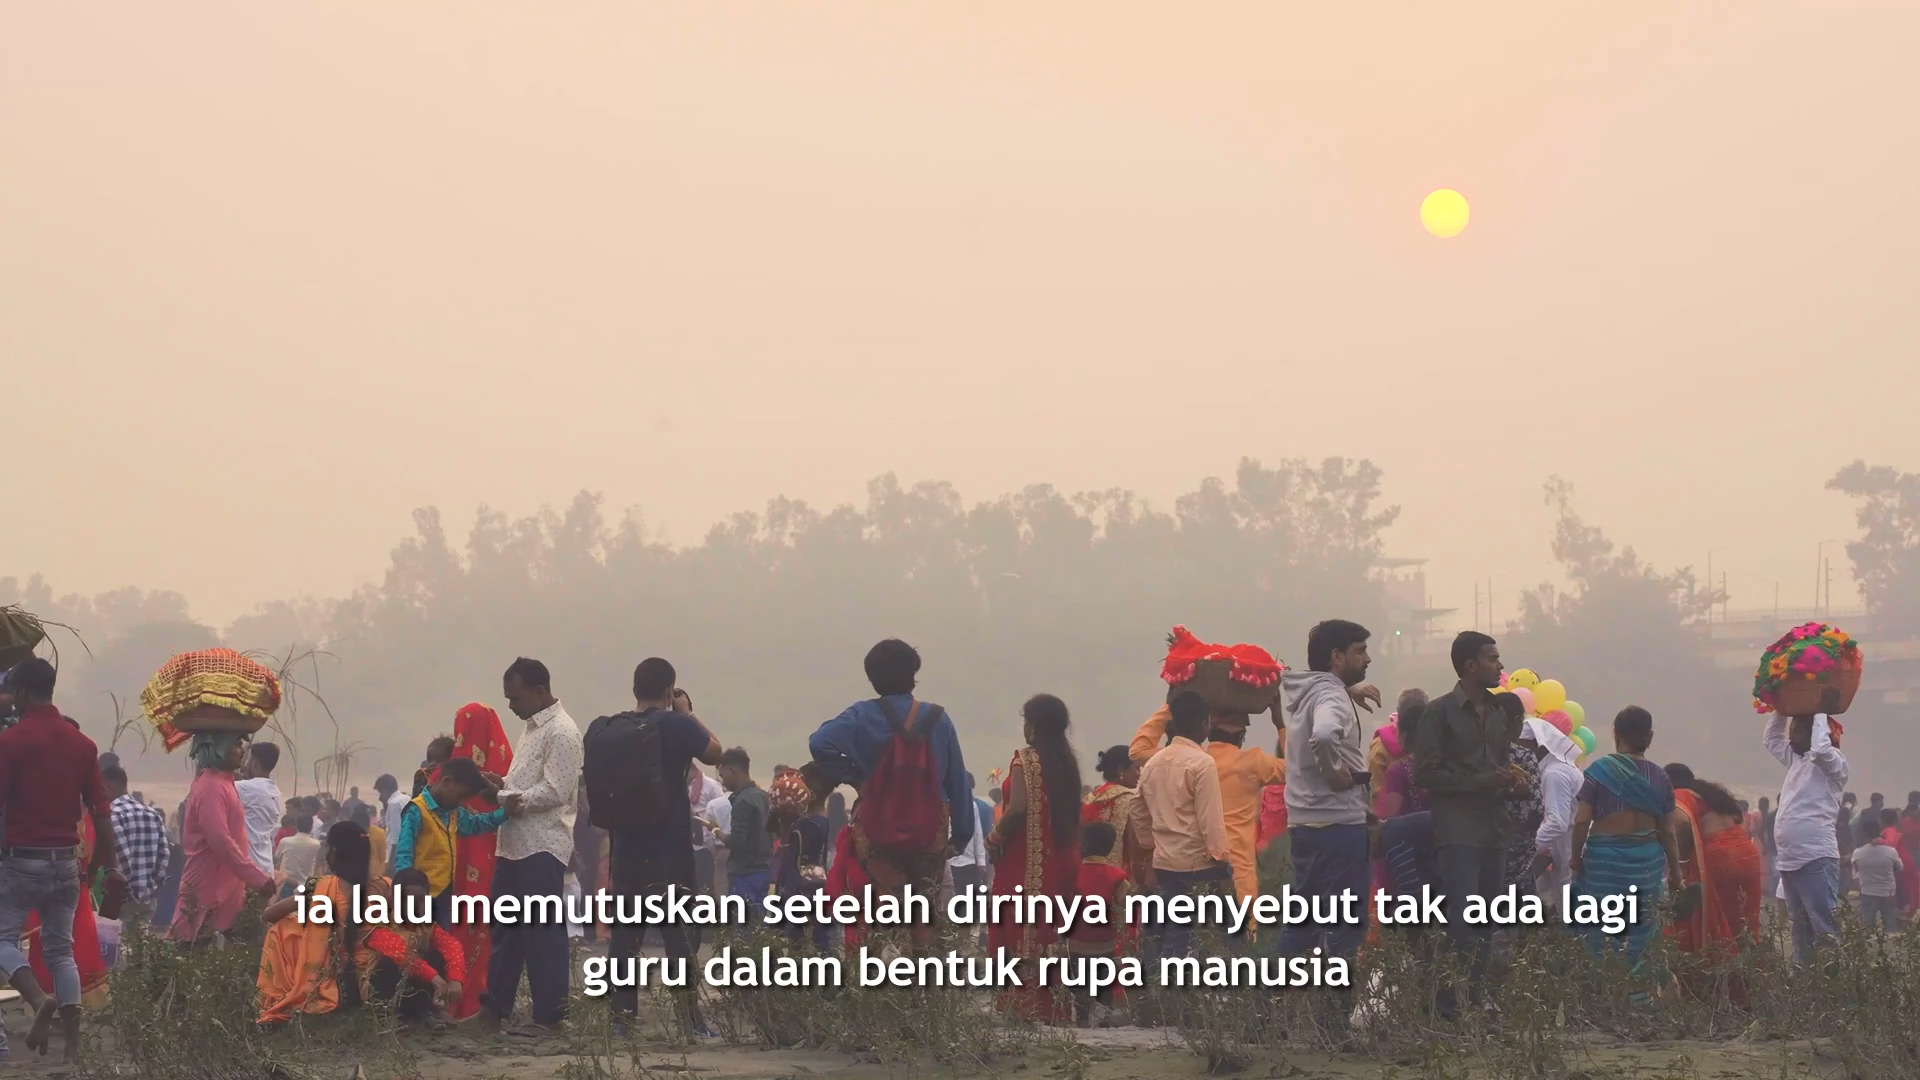 ia lalu memutuskan setelah dirinya menyebut tak ada lagi
guru dalam bentuk rupa manusia